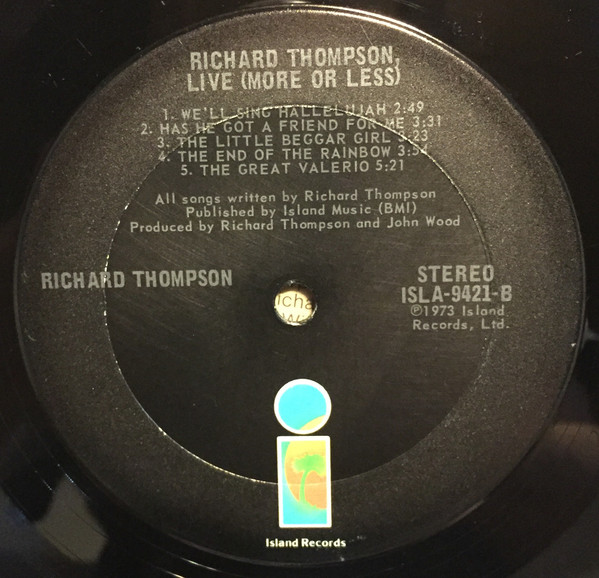 RICHARD THOMPSON,
LIVE (MORE OR LESS)
1. WE'LL SING HALLELUJAH 2:49
2. HAS HE GOT A FRIEND FOR ME 3:31
3. THE LITTLE BEGGAR GIRL 3:23
4. THE END OF THE RAINBOW 3:54
5. THE GREAT VALERIO 5:21
All songs written by Richard Thompson
Published by Island Music (BMI)
Produced by Richard Thompson and John Wood
RICHARD THOMPSON
STEREO
ISLA-9421-B
℗1973 Island
Records, Ltd.
icha
Island Records